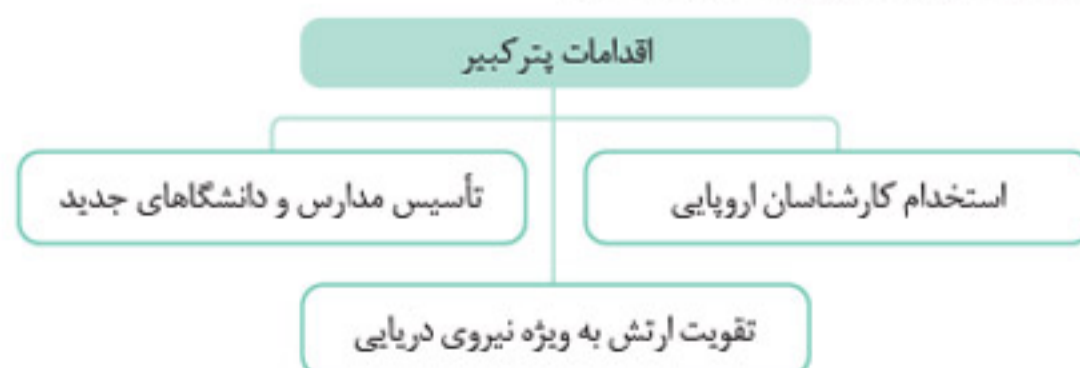 اقدامات پتر کبیر
استخدام کارشناسان اروپایی
تأسیس مدارس و دانشگاهای جدید
تقویت ارتش به ویژه نیروی دریایی